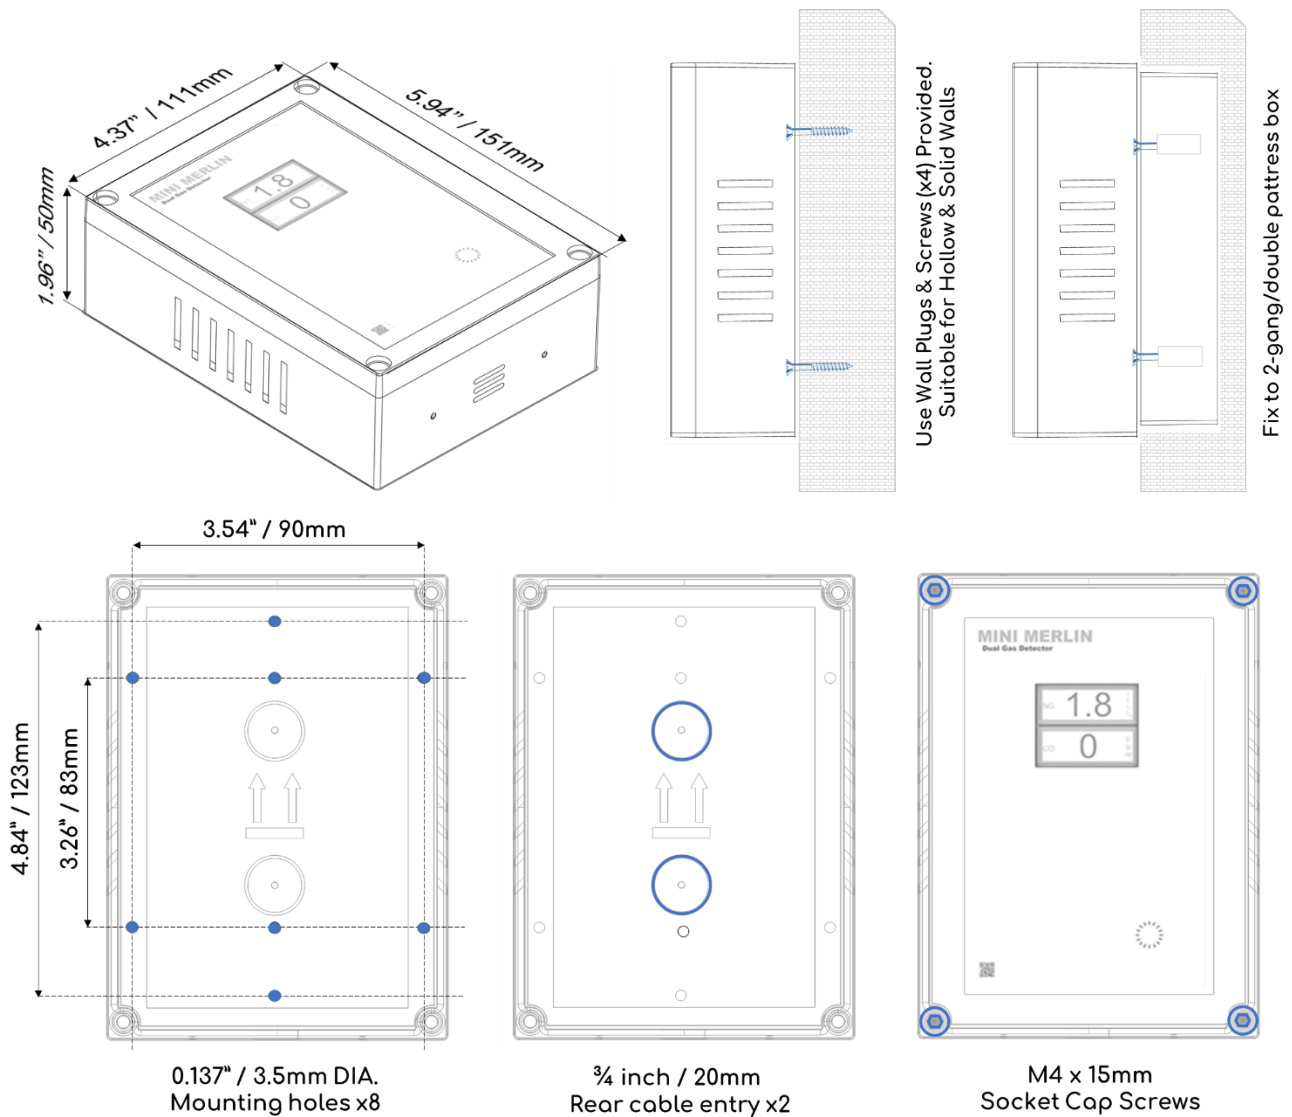 4.37" / 111mm
5.94" / 151mm
1.96" / 50mm
MINI MERLIN
Dual Gas Detector
1.8
0
Use Wall Plugs & Screws (x4) Provided.
Suitable for Hollow & Solid Walls
Fix to 2-gang/double pattress box
3.54" / 90mm
4.84" / 123mm
3.26" / 83mm
0.137" / 3.5mm DIA.
Mounting holes x8
¾ inch / 20mm
Rear cable entry x2
MINI MERLIN
Dual Gas Detector
NG 1.8
CO 0
M4 x 15mm
Socket Cap Screws